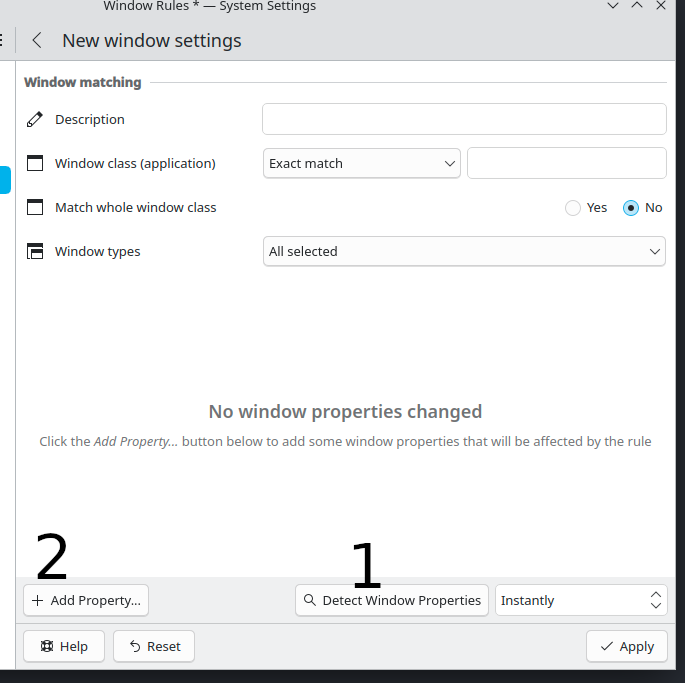 Window Rules * — System Settings
New window settings
Window matching
Description
Window class (application) Exact match
Match whole window class Yes No
Window types All selected
No window properties changed
Click the Add Property... button below to add some window properties that will be affected by the rule
2 1
Add Property... Detect Window Properties Instantly
Help Reset Apply